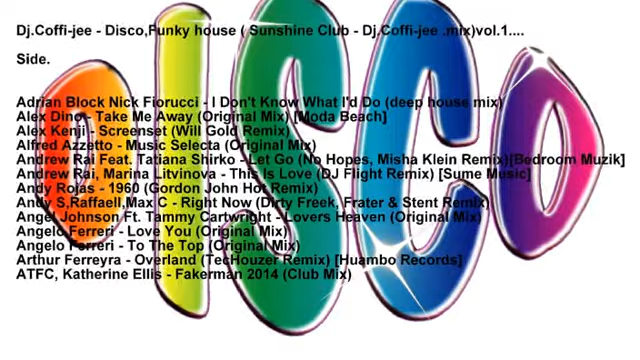 Dj.Coffi-jee - Disco,Funky house ( Sunshine Club - Dj.Coffi-jee .mix)vol.1....
Side.
Adrian Block Nick Fiorucci - I Don't Know What I'd Do (deep house mix)
Alex Dino - Take Me Away (Original Mix) [Moda Beach]
Alex Kenji - Screenset (Will Gold Remix)
Alfred Azzetto - Music Selecta (Original Mix)
Andrew Rai Feat. Tatiana Shirko - Let Go (No Hopes, Misha Klein Remix)[Bedroom Muzik]
Andrew Rai, Marina Litvinova - This Is Love (DJ Flight Remix) [Sume Music]
Andy Rojas - 1960 (Gordon John Hot Remix)
Andy S,Raffaell,Max C - Right Now (Dirty Freek, Frater & Stent Remix)
Angel Johnson Ft. Tammy Cartwright - Lovers Heaven (Original Mix)
Angelo Ferreri - Love You (Original Mix)
Angelo Ferreri - To The Top (Original Mix)
Arthur Ferreyra - Overland (TecHouzer Remix) [Huambo Records]
ATFC, Katherine Ellis - Fakerman 2014 (Club Mix)
DISCO